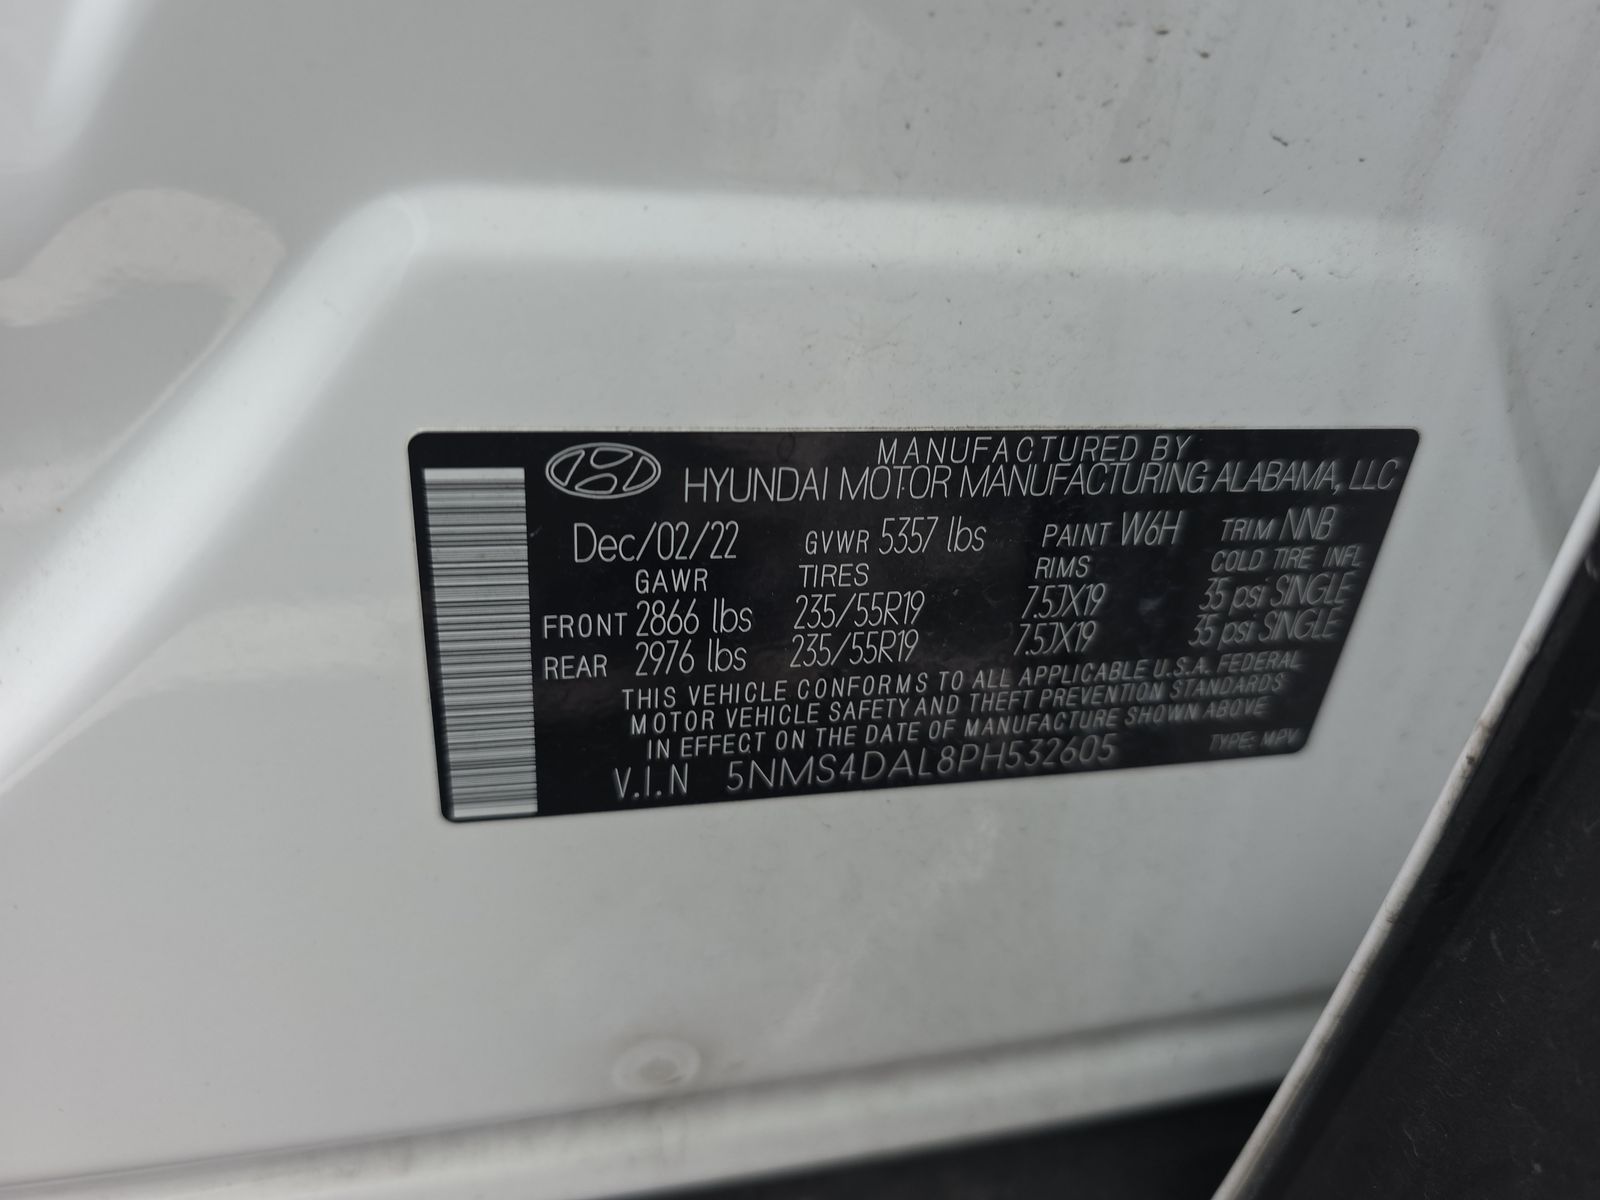 MANUFACTURED BY
HYUNDAI MOTOR MANUFACTURING ALABAMA, LLC
Dec/02/22 GVWR 5357 lbs PAINT W6H TRIM NNB
GAWR TIRES RIMS COLD TIRE INFL
FRONT 2866 lbs 235/55R19 7.5JX19 35 psi SINGLE
REAR 2976 lbs 235/55R19 7.5JX19 35 psi SINGLE
THIS VEHICLE CONFORMS TO ALL APPLICABLE U.S.A. FEDERAL
MOTOR VEHICLE SAFETY AND THEFT PREVENTION STANDARDS
IN EFFECT ON THE DATE OF MANUFACTURE SHOWN ABOVE
V.I.N 5NMS4DAL8PH532605 TYPE: MPV